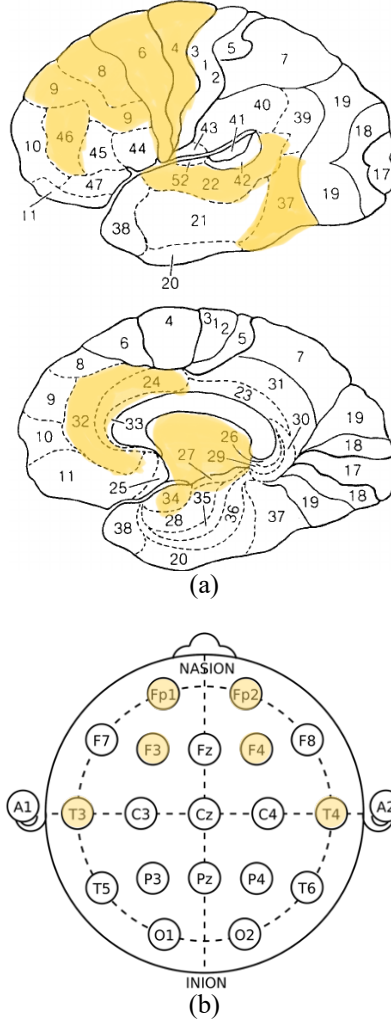 6 4 3 5 7
8 1
9 2
40 19
9 39
10 46 43 41 18
45 44
17
47 52 22 42
37 19
11 21
38
20
4 3 1 2
6 5 7
8
24 31
9 23
32 33 30 19
10 26
27 29 18
11 17
25 34 35
28 36 19 18
38 37
20
(a)
NASION
Fp1 Fp2
F7 F3 Fz F4 F8
A1 T3 C3 Cz C4 T4 A2
T5 P3 Pz P4 T6
O1 O2
INION
(b)